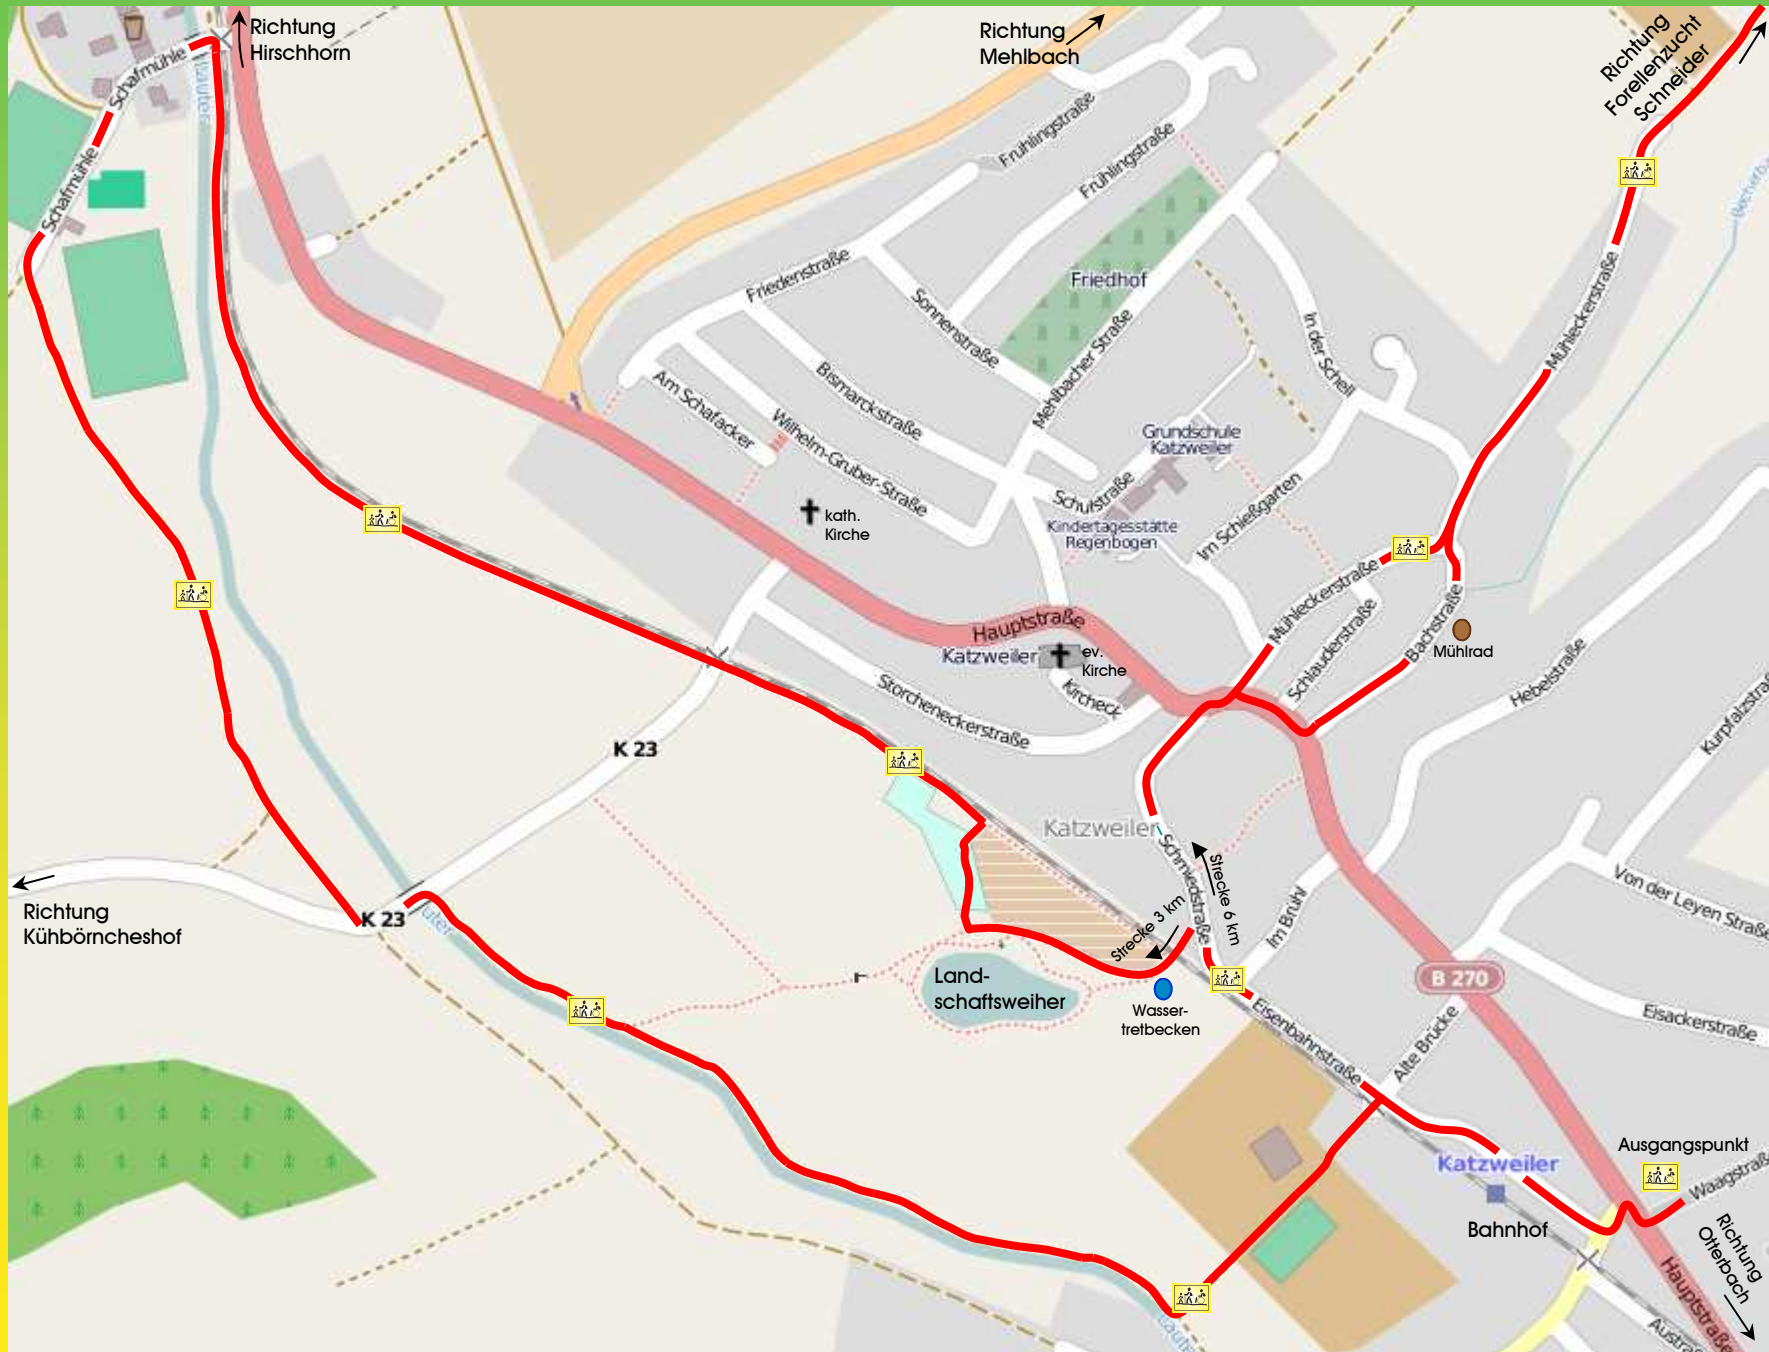 Richtung
Hirschhorn
Richtung
Mehlbach
Richtung
Forellenzucht
Schneider
Schafmühle
Lauter
Schafmühle
Frühlingstraße
Frühlingstraße
Friedenstraße
Sonnenstraße
Friedhof
Mehlbacher Straße
In der Schell
Mühleckerstraße
Am Schafäcker
Bismarckstraße
Wilhelm-Gruber-Straße
Grundschule
Katzweiler
Schulstraße
Im Schießgarten
kath.
Kirche
Kindertagesstätte
Regenbogen
Mühleckerstraße
Schlauderstraße
Bachstraße
Mühlrad
Hauptstraße
Katzweiler
ev.
Kirche
Kircheck
Storcheneckerstraße
Hebelstraße
K 23
Katzweiler
Schmiedstraße
Strecke 6 km
Strecke 3 km
Im Brühl
Von der Leyen Straße
Richtung
Kühbörncheshof
K 23
Land-
schaftsweiher
Wasser-
tretbecken
B 270
Eisenbahnstraße
Alte Brücke
Eisackerstraße
Ausgangspunkt
Katzweiler
Waagstraße
Bahnhof
Richtung
Otterbach
Hauptstraße